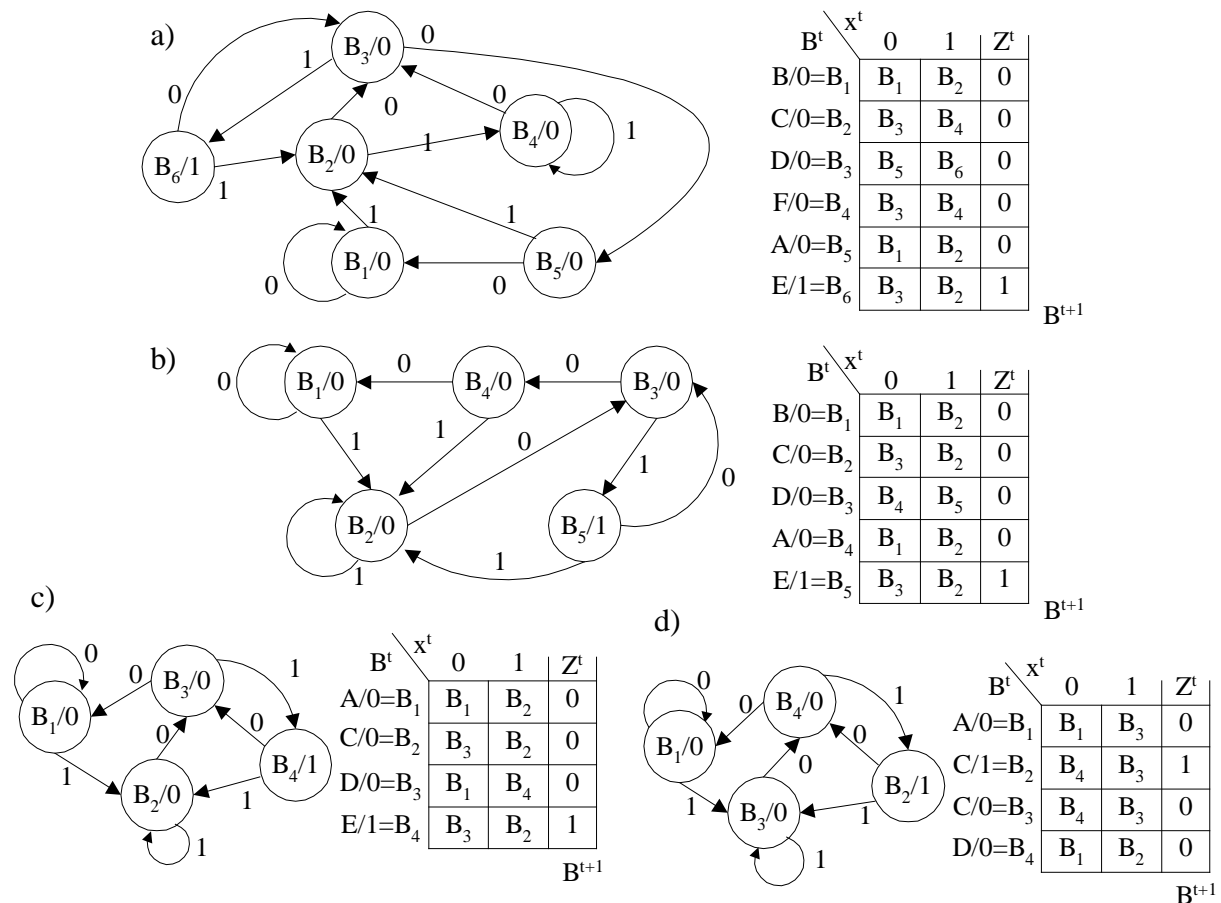 a)
B₃/0
0
1
0
0
0
B₄/0
1
B₂/0
1
B₆/1
1
1
1
B₁/0
0
B₅/0
0
Bᵗ xᵗ 0 1 Zᵗ
B/0=B₁ B₁ B₂ 0
C/0=B₂ B₃ B₄ 0
D/0=B₃ B₅ B₆ 0
F/0=B₄ B₃ B₄ 0
A/0=B₅ B₁ B₂ 0
E/1=B₆ B₃ B₂ 1
Bᵗ⁺¹
b)
0
B₁/0
0
B₄/0
0
B₃/0
1
1
0
1
0
B₂/0
B₅/1
1
1
Bᵗ xᵗ 0 1 Zᵗ
B/0=B₁ B₁ B₂ 0
C/0=B₂ B₃ B₂ 0
D/0=B₃ B₄ B₅ 0
A/0=B₄ B₁ B₂ 0
E/1=B₅ B₃ B₂ 1
Bᵗ⁺¹
c)
0
0
B₃/0
1
B₁/0
0
0
B₄/1
1
B₂/0
1
1
Bᵗ xᵗ 0 1 Zᵗ
A/0=B₁ B₁ B₂ 0
C/0=B₂ B₃ B₂ 0
D/0=B₃ B₁ B₄ 0
E/1=B₄ B₃ B₂ 1
Bᵗ⁺¹
d)
0
0
B₄/0
1
B₁/0
0
0
B₂/1
1
B₃/0
1
1
Bᵗ xᵗ 0 1 Zᵗ
A/0=B₁ B₁ B₃ 0
C/1=B₂ B₄ B₃ 1
C/0=B₃ B₄ B₃ 0
D/0=B₄ B₁ B₂ 0
Bᵗ⁺¹